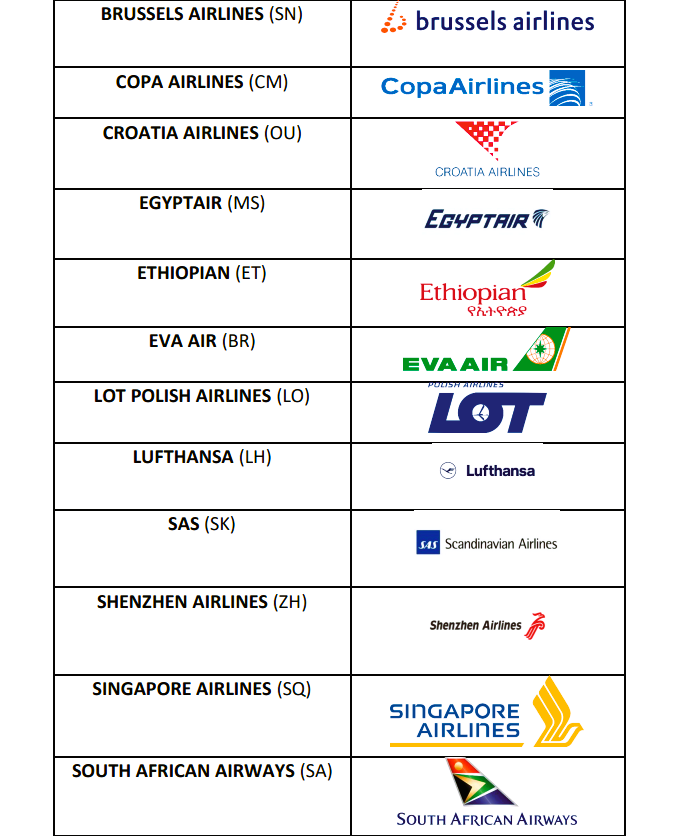 BRUSSELS AIRLINES (SN)
brussels airlines
COPA AIRLINES (CM)
CopaAirlines
CROATIA AIRLINES (OU)
CROATIA AIRLINES
EGYPTAIR (MS)
EGYPTAIR
ETHIOPIAN (ET)
Ethiopian
የኢትዮጵያ
EVA AIR (BR)
EVA AIR
LOT POLISH AIRLINES (LO)
POLISH AIRLINES
LOT
LUFTHANSA (LH)
Lufthansa
SAS (SK)
SAS Scandinavian Airlines
SHENZHEN AIRLINES (ZH)
Shenzhen Airlines
SINGAPORE AIRLINES (SQ)
SINGAPORE
AIRLINES
SOUTH AFRICAN AIRWAYS (SA)
SOUTH AFRICAN AIRWAYS